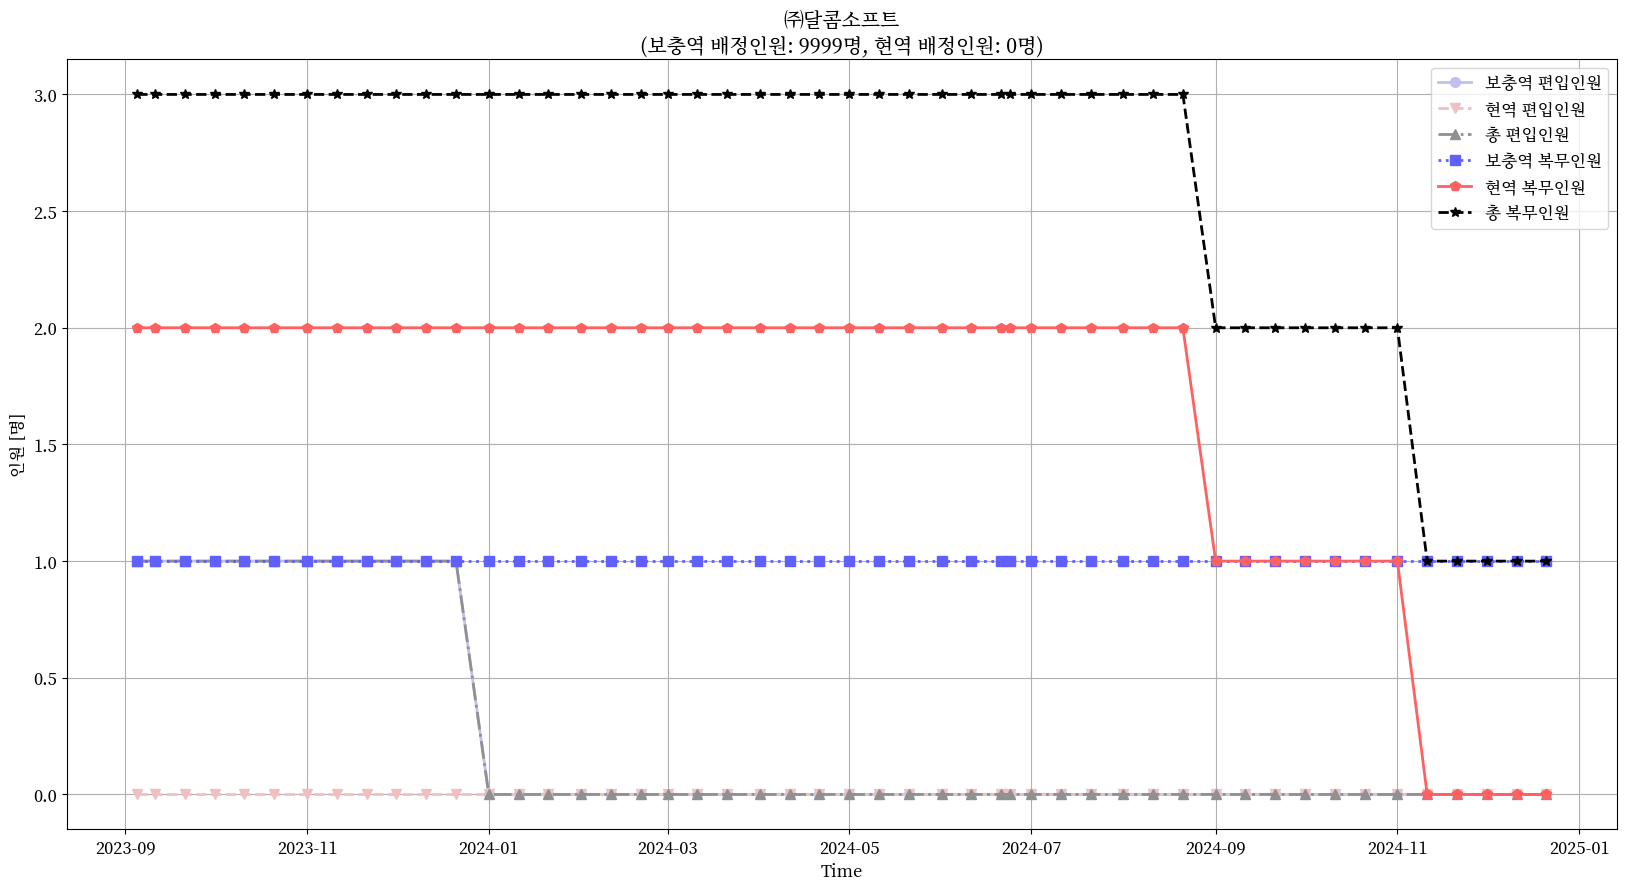 ㈜달콤소프트
(보충역 배정인원: 9999명, 현역 배정인원: 0명)
보충역 편입인원
현역 편입인원
총 편입인원
보충역 복무인원
현역 복무인원
총 복무인원
인원 [명]
3.0
2.5
2.0
1.5
1.0
0.5
0.0
2023-09
2023-11
2024-01
2024-03
2024-05
2024-07
2024-09
2024-11
2025-01
Time